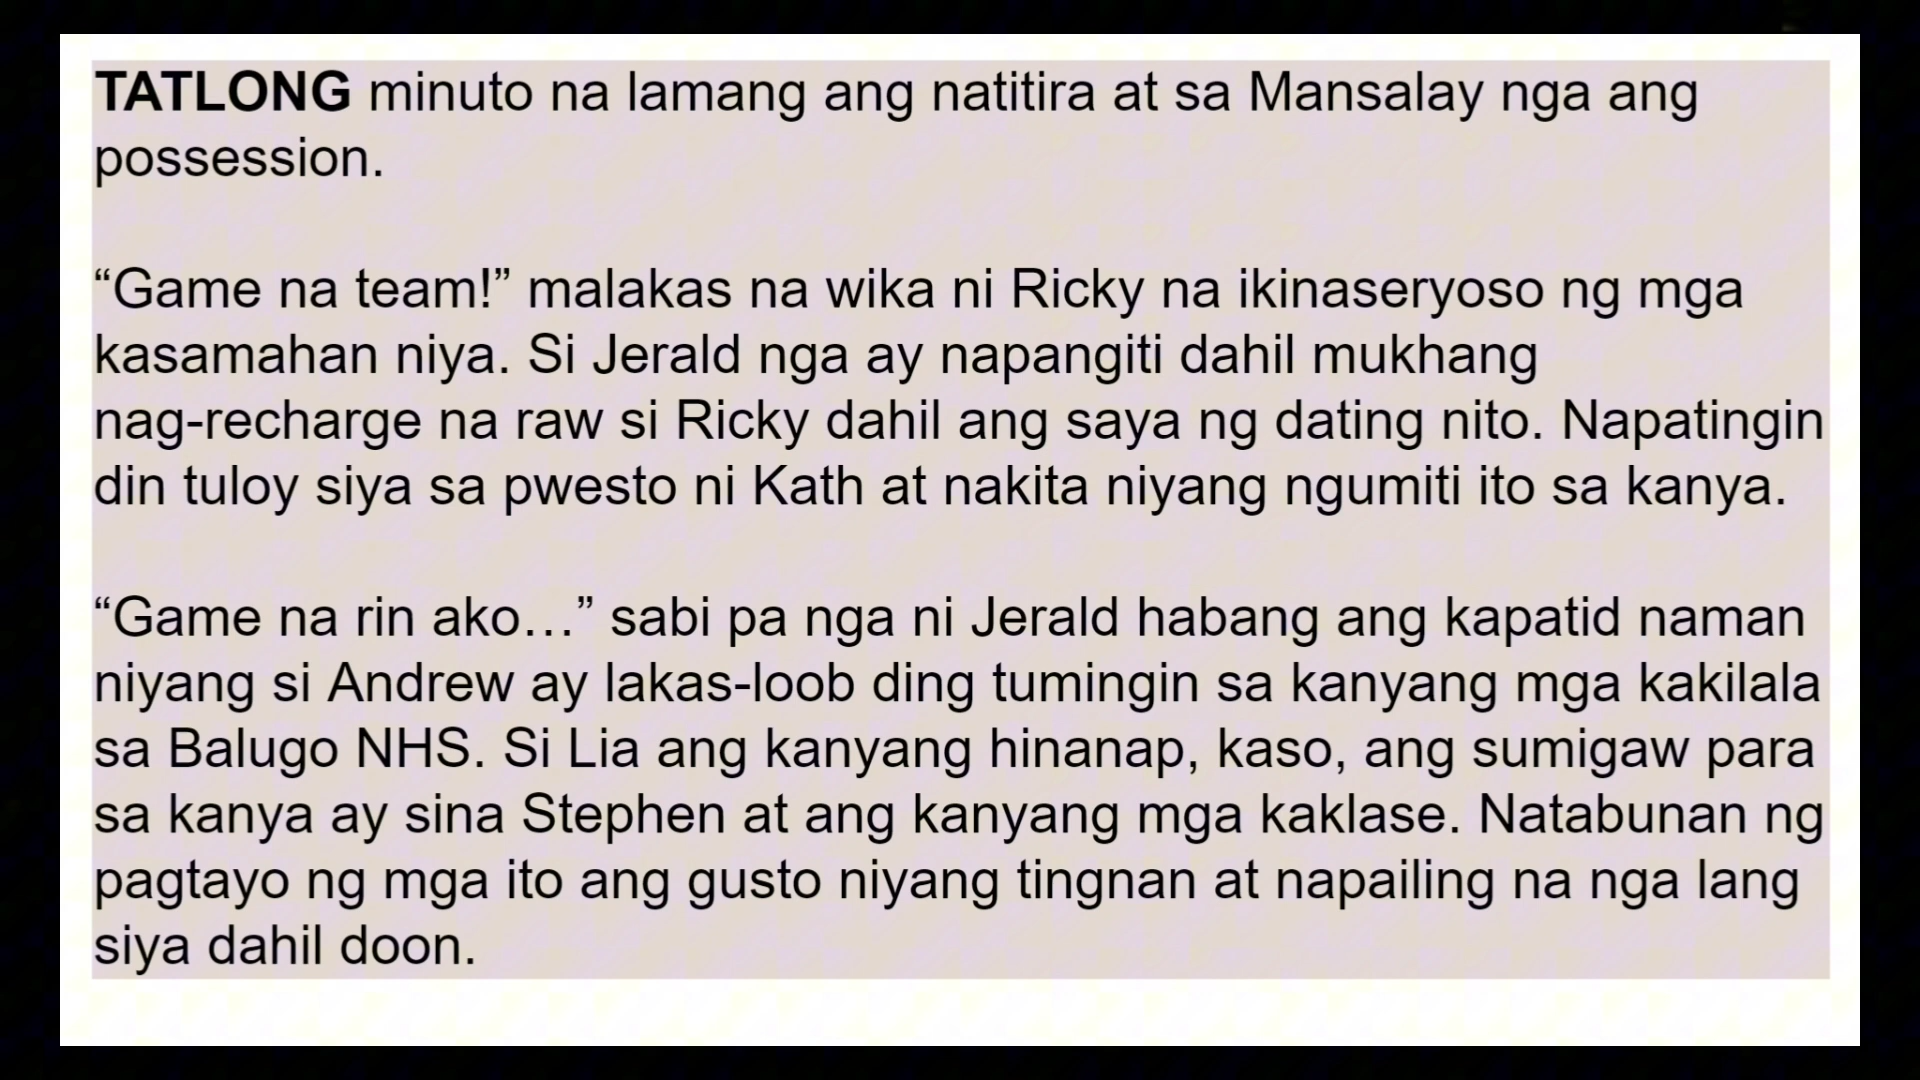 TATLONG minuto na lamang ang natitira at sa Mansalay nga ang
possession.
“Game na team!” malakas na wika ni Ricky na ikinaseryoso ng mga
kasamahan niya. Si Jerald nga ay napangiti dahil mukhang
nag-recharge na raw si Ricky dahil ang saya ng dating nito. Napatingin
din tuloy siya sa pwesto ni Kath at nakita niyang ngumiti ito sa kanya.
“Game na rin ako…” sabi pa nga ni Jerald habang ang kapatid naman
niyang si Andrew ay lakas-loob ding tumingin sa kanyang mga kakilala
sa Balugo NHS. Si Lia ang kanyang hinanap, kaso, ang sumigaw para
sa kanya ay sina Stephen at ang kanyang mga kaklase. Natabunan ng
pagtayo ng mga ito ang gusto niyang tingnan at napailing na nga lang
siya dahil doon.